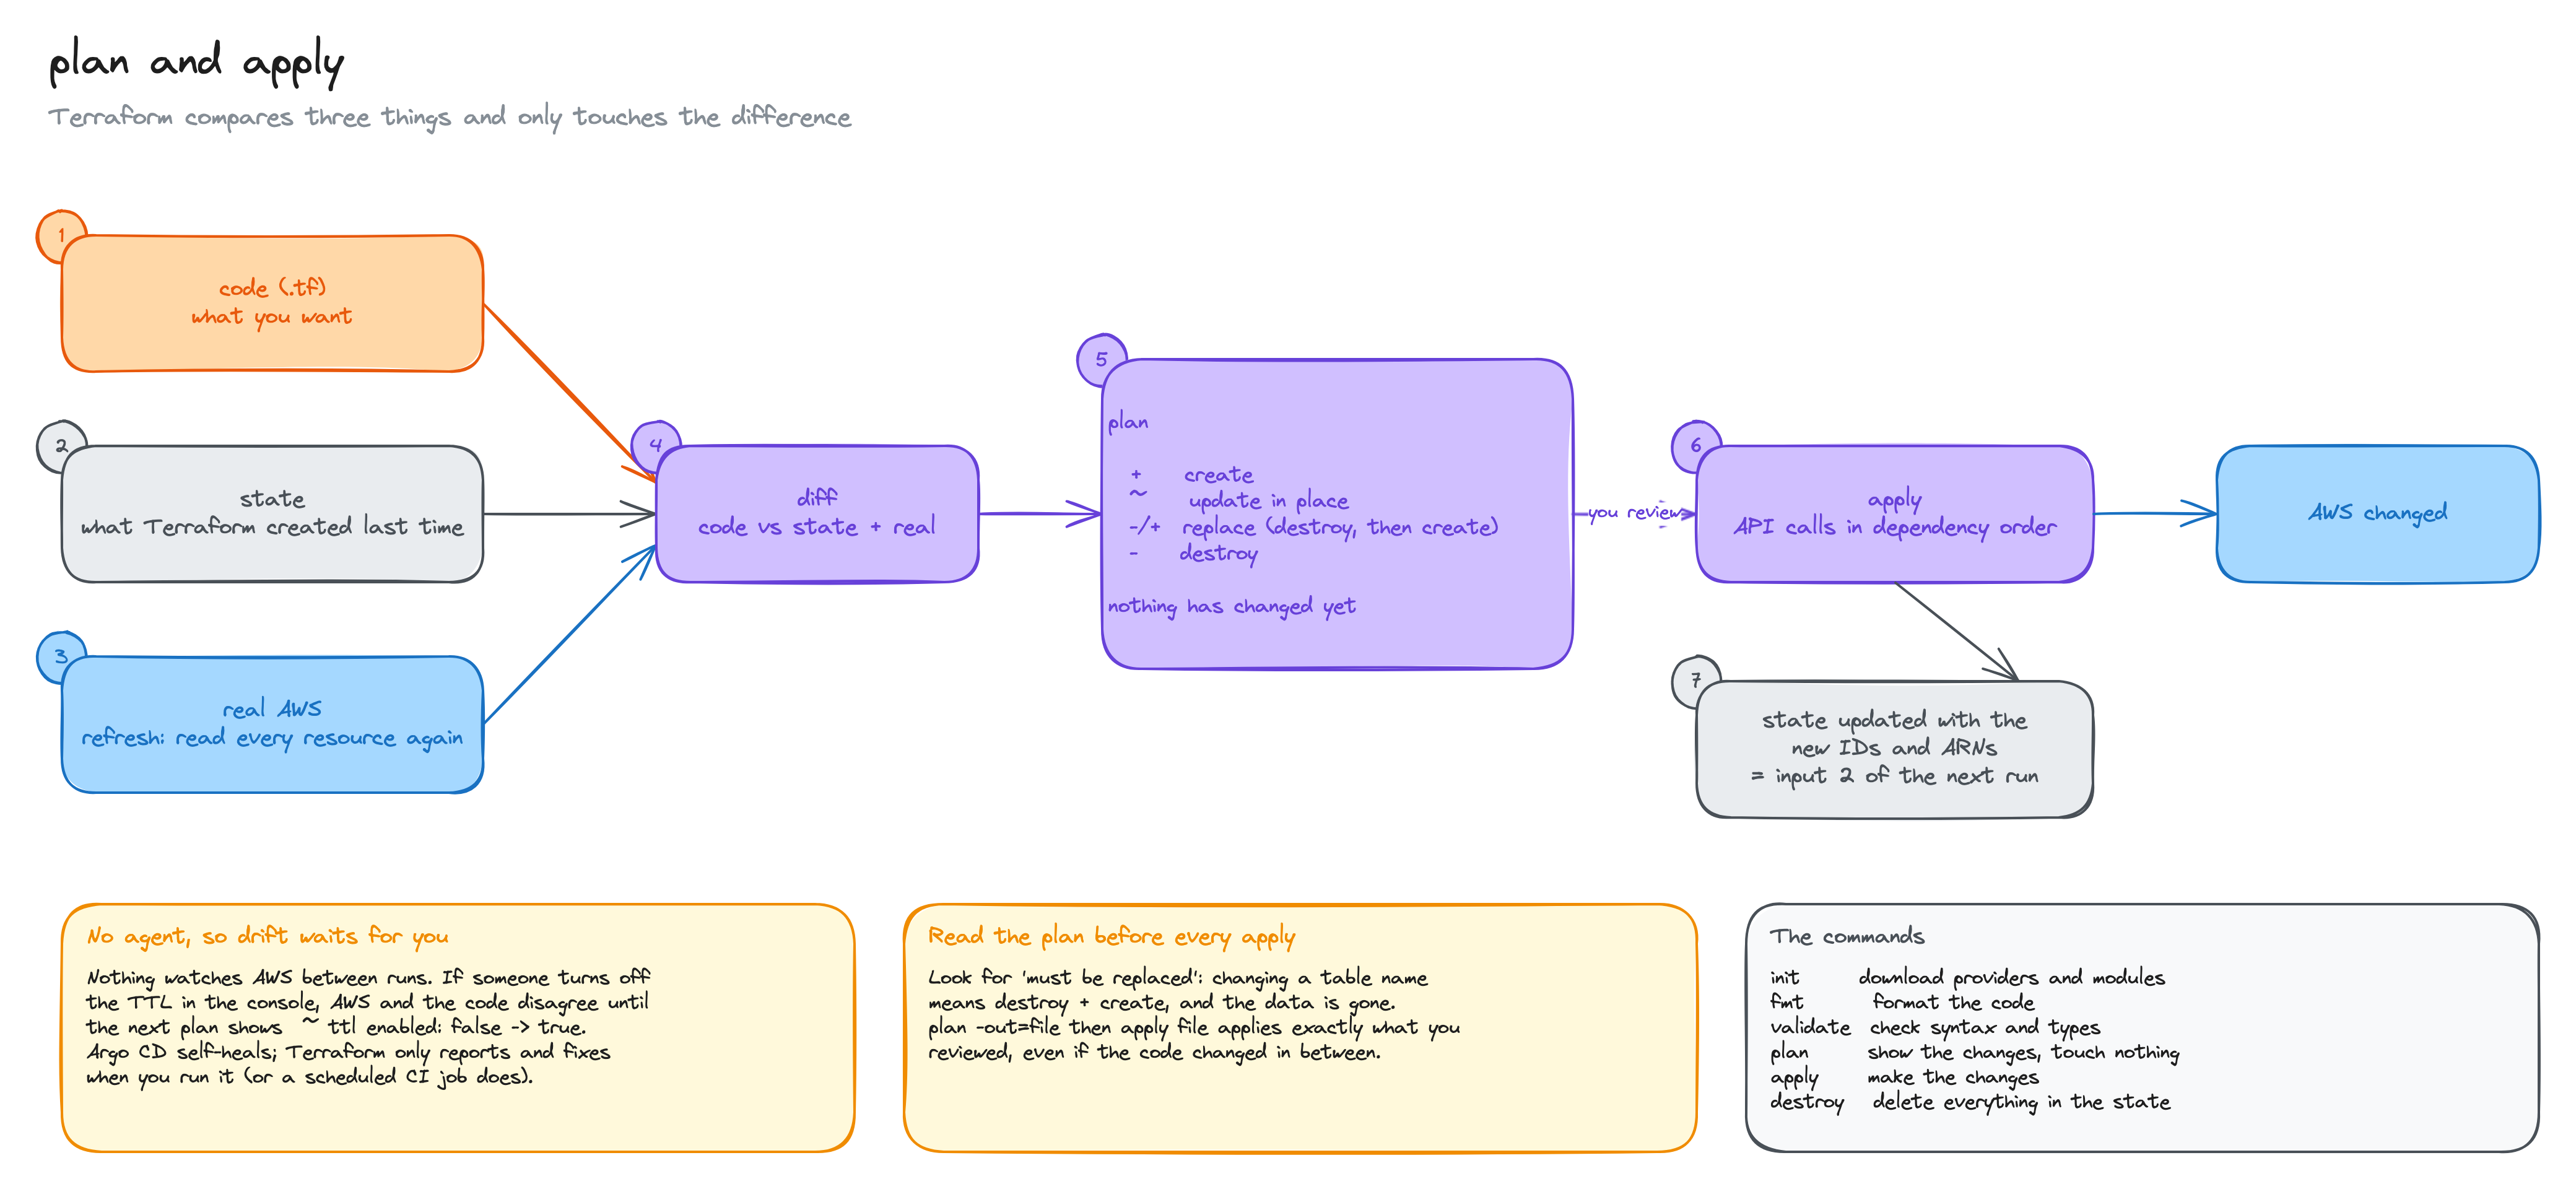 plan and apply
Terraform compares three things and only touches the difference
1
code (.tf)
what you want
2
state
what Terraform created last time
3
real AWS
refresh: read every resource again
4
diff
code vs state + real
5
plan
+ create
~ update in place
-/+ replace (destroy, then create)
- destroy
nothing has changed yet
you review
6
apply
API calls in dependency order
AWS changed
7
state updated with the
new IDs and ARNs
= input 2 of the next run
No agent, so drift waits for you
Nothing watches AWS between runs. If someone turns off
the TTL in the console, AWS and the code disagree until
the next plan shows ~ ttl enabled: false -> true.
Argo CD self-heals; Terraform only reports and fixes
when you run it (or a scheduled CI job does).
Read the plan before every apply
Look for 'must be replaced': changing a table name
means destroy + create, and the data is gone.
plan -out=file then apply file applies exactly what you
reviewed, even if the code changed in between.
The commands
init download providers and modules
fmt format the code
validate check syntax and types
plan show the changes, touch nothing
apply make the changes
destroy delete everything in the state